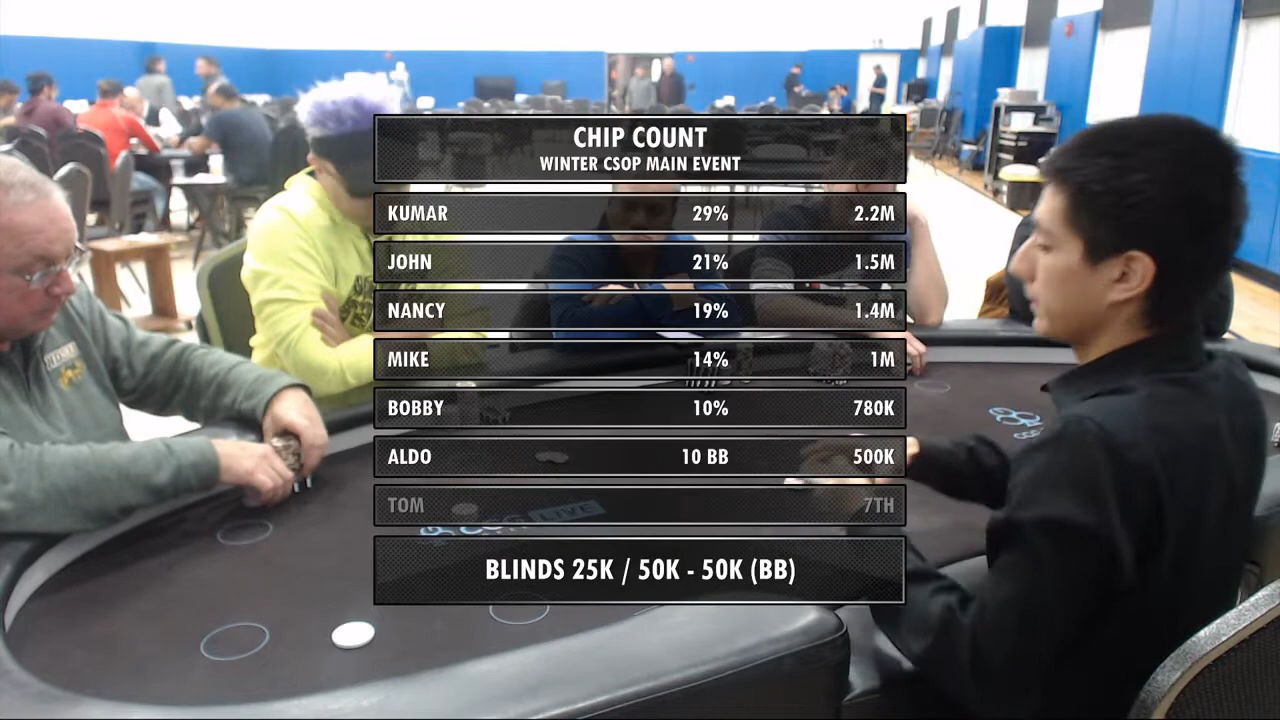 CHIP COUNT
WINTER CSOP MAIN EVENT
KUMAR 29% 2.2M
JOHN 21% 1.5M
NANCY 19% 1.4M
MIKE 14% 1M
BOBBY 10% 780K
ALDO 10 BB 500K
TOM 7TH
LIVE
BLINDS 25K / 50K - 50K (BB)